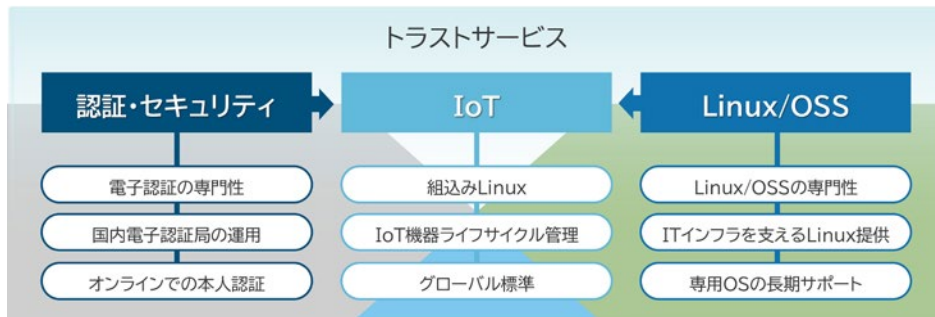 トラストサービス
認証・セキュリティ
IoT
Linux/OSS
電子認証の専門性
組込みLinux
Linux/OSSの専門性
国内電子認証局の運用
IoT機器ライフサイクル管理
ITインフラを支えるLinux提供
オンラインでの本人認証
グローバル標準
専用OSの長期サポート